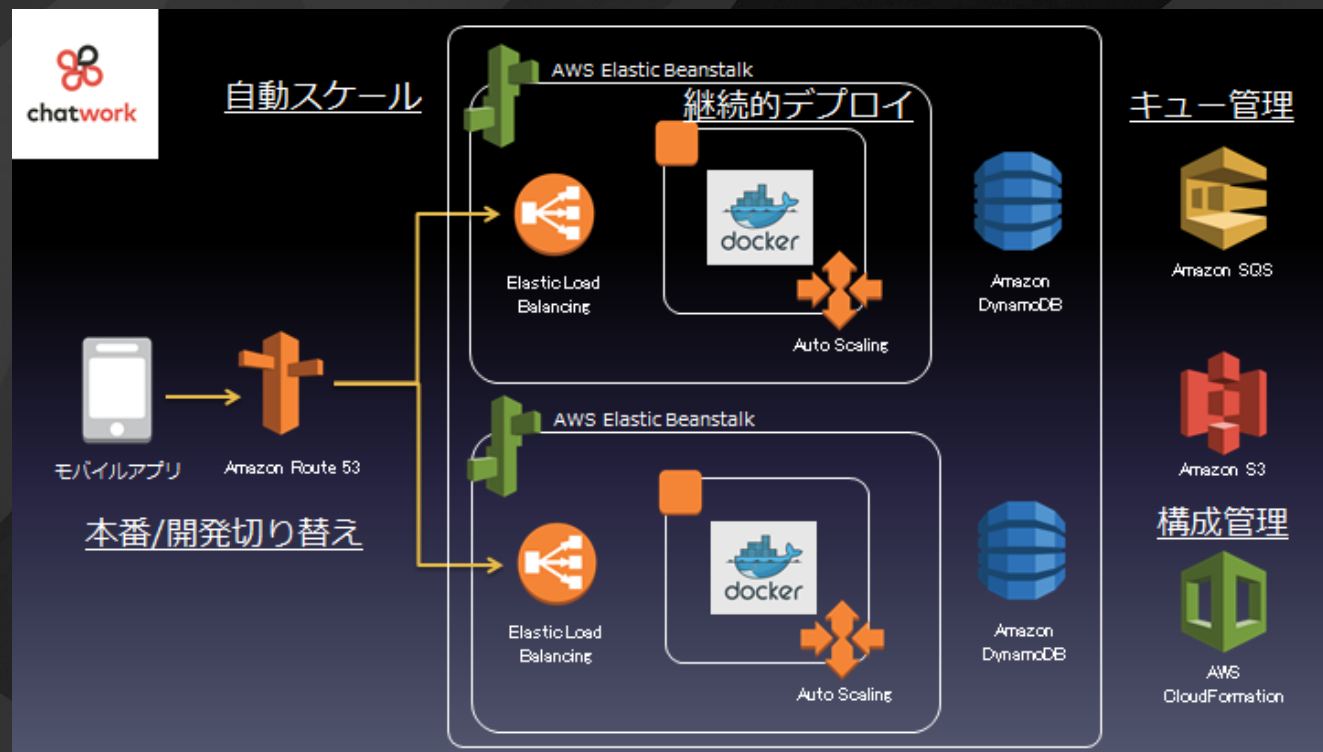 chatwork
自動スケール
AWS Elastic Beanstalk
継続的デプロイ
キュー管理
docker
Elastic Load
Balancing
Auto Scaling
Amazon
DynamoDB
Amazon SQS
モバイルアプリ
Amazon Route 53
本番/開発切り替え
AWS Elastic Beanstalk
docker
Elastic Load
Balancing
Auto Scaling
Amazon
DynamoDB
Amazon S3
構成管理
AWS
CloudFormation